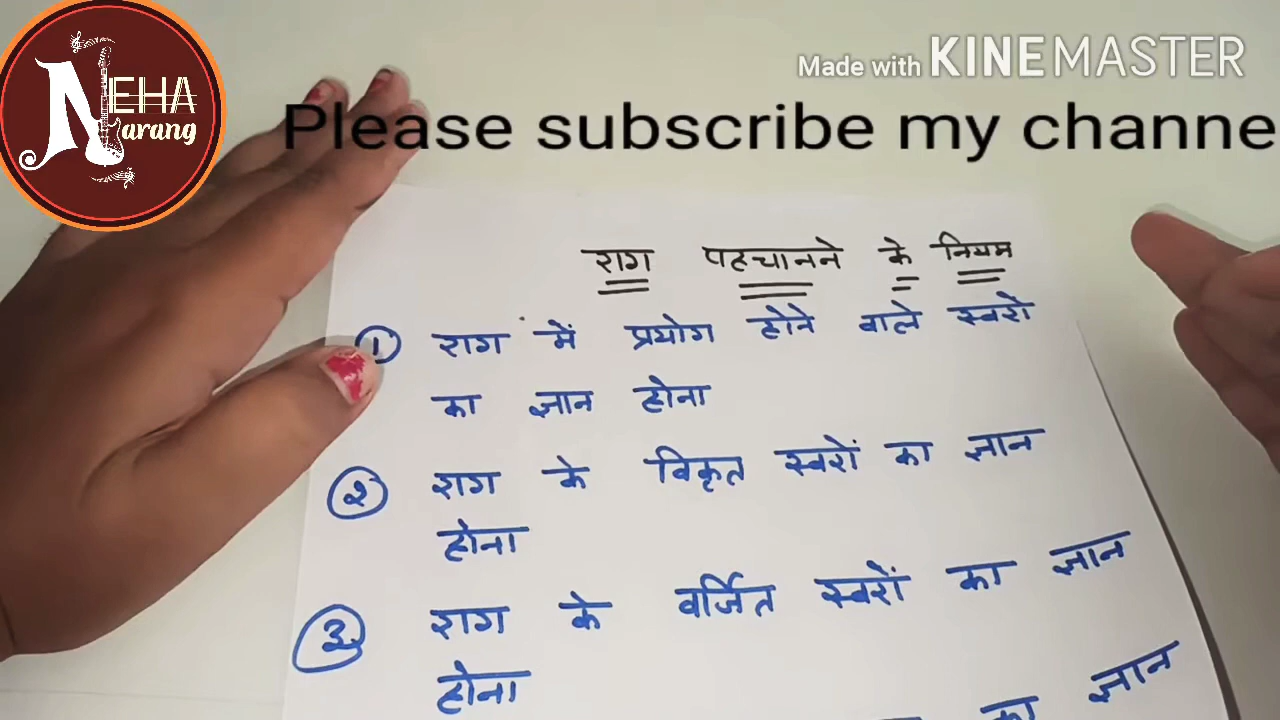 NEHA
Narang
Made with KINEMASTER
Please subscribe my channe
राग पहचानने के नियम
① राग में प्रयोग होने वाले स्वरों
का ज्ञान होना
② राग के विकृत स्वरों का ज्ञान
होना
③ राग के वर्जित स्वरों का ज्ञान
होना
का ज्ञान